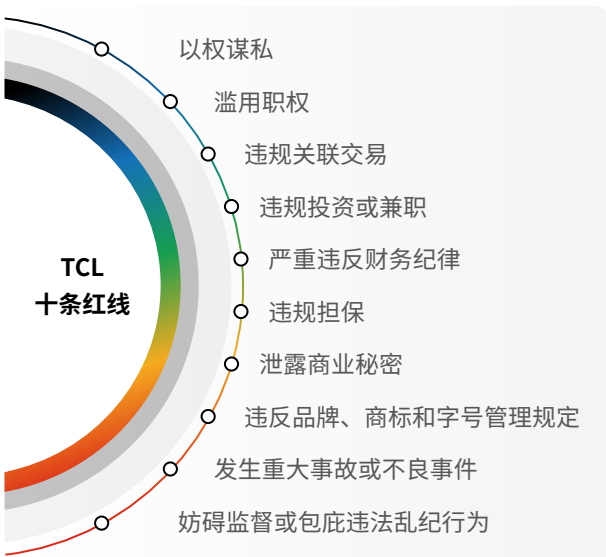 TCL
十条红线
以权谋私
滥用职权
违规关联交易
违规投资或兼职
严重违反财务纪律
违规担保
泄露商业秘密
违反品牌、商标和字号管理规定
发生重大事故或不良事件
妨碍监督或包庇违法乱纪行为